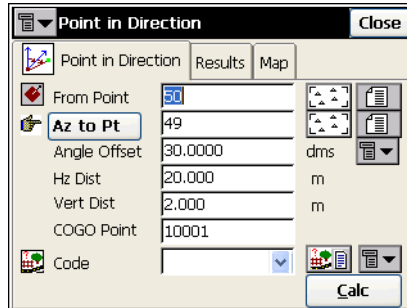 Point in Direction Close
Point in Direction Results Map
From Point 50
Az to Pt 49
Angle Offset 30.0000 dms
Hz Dist 20.000 m
Vert Dist 2.000 m
COGO Point 10001
Code
Calc